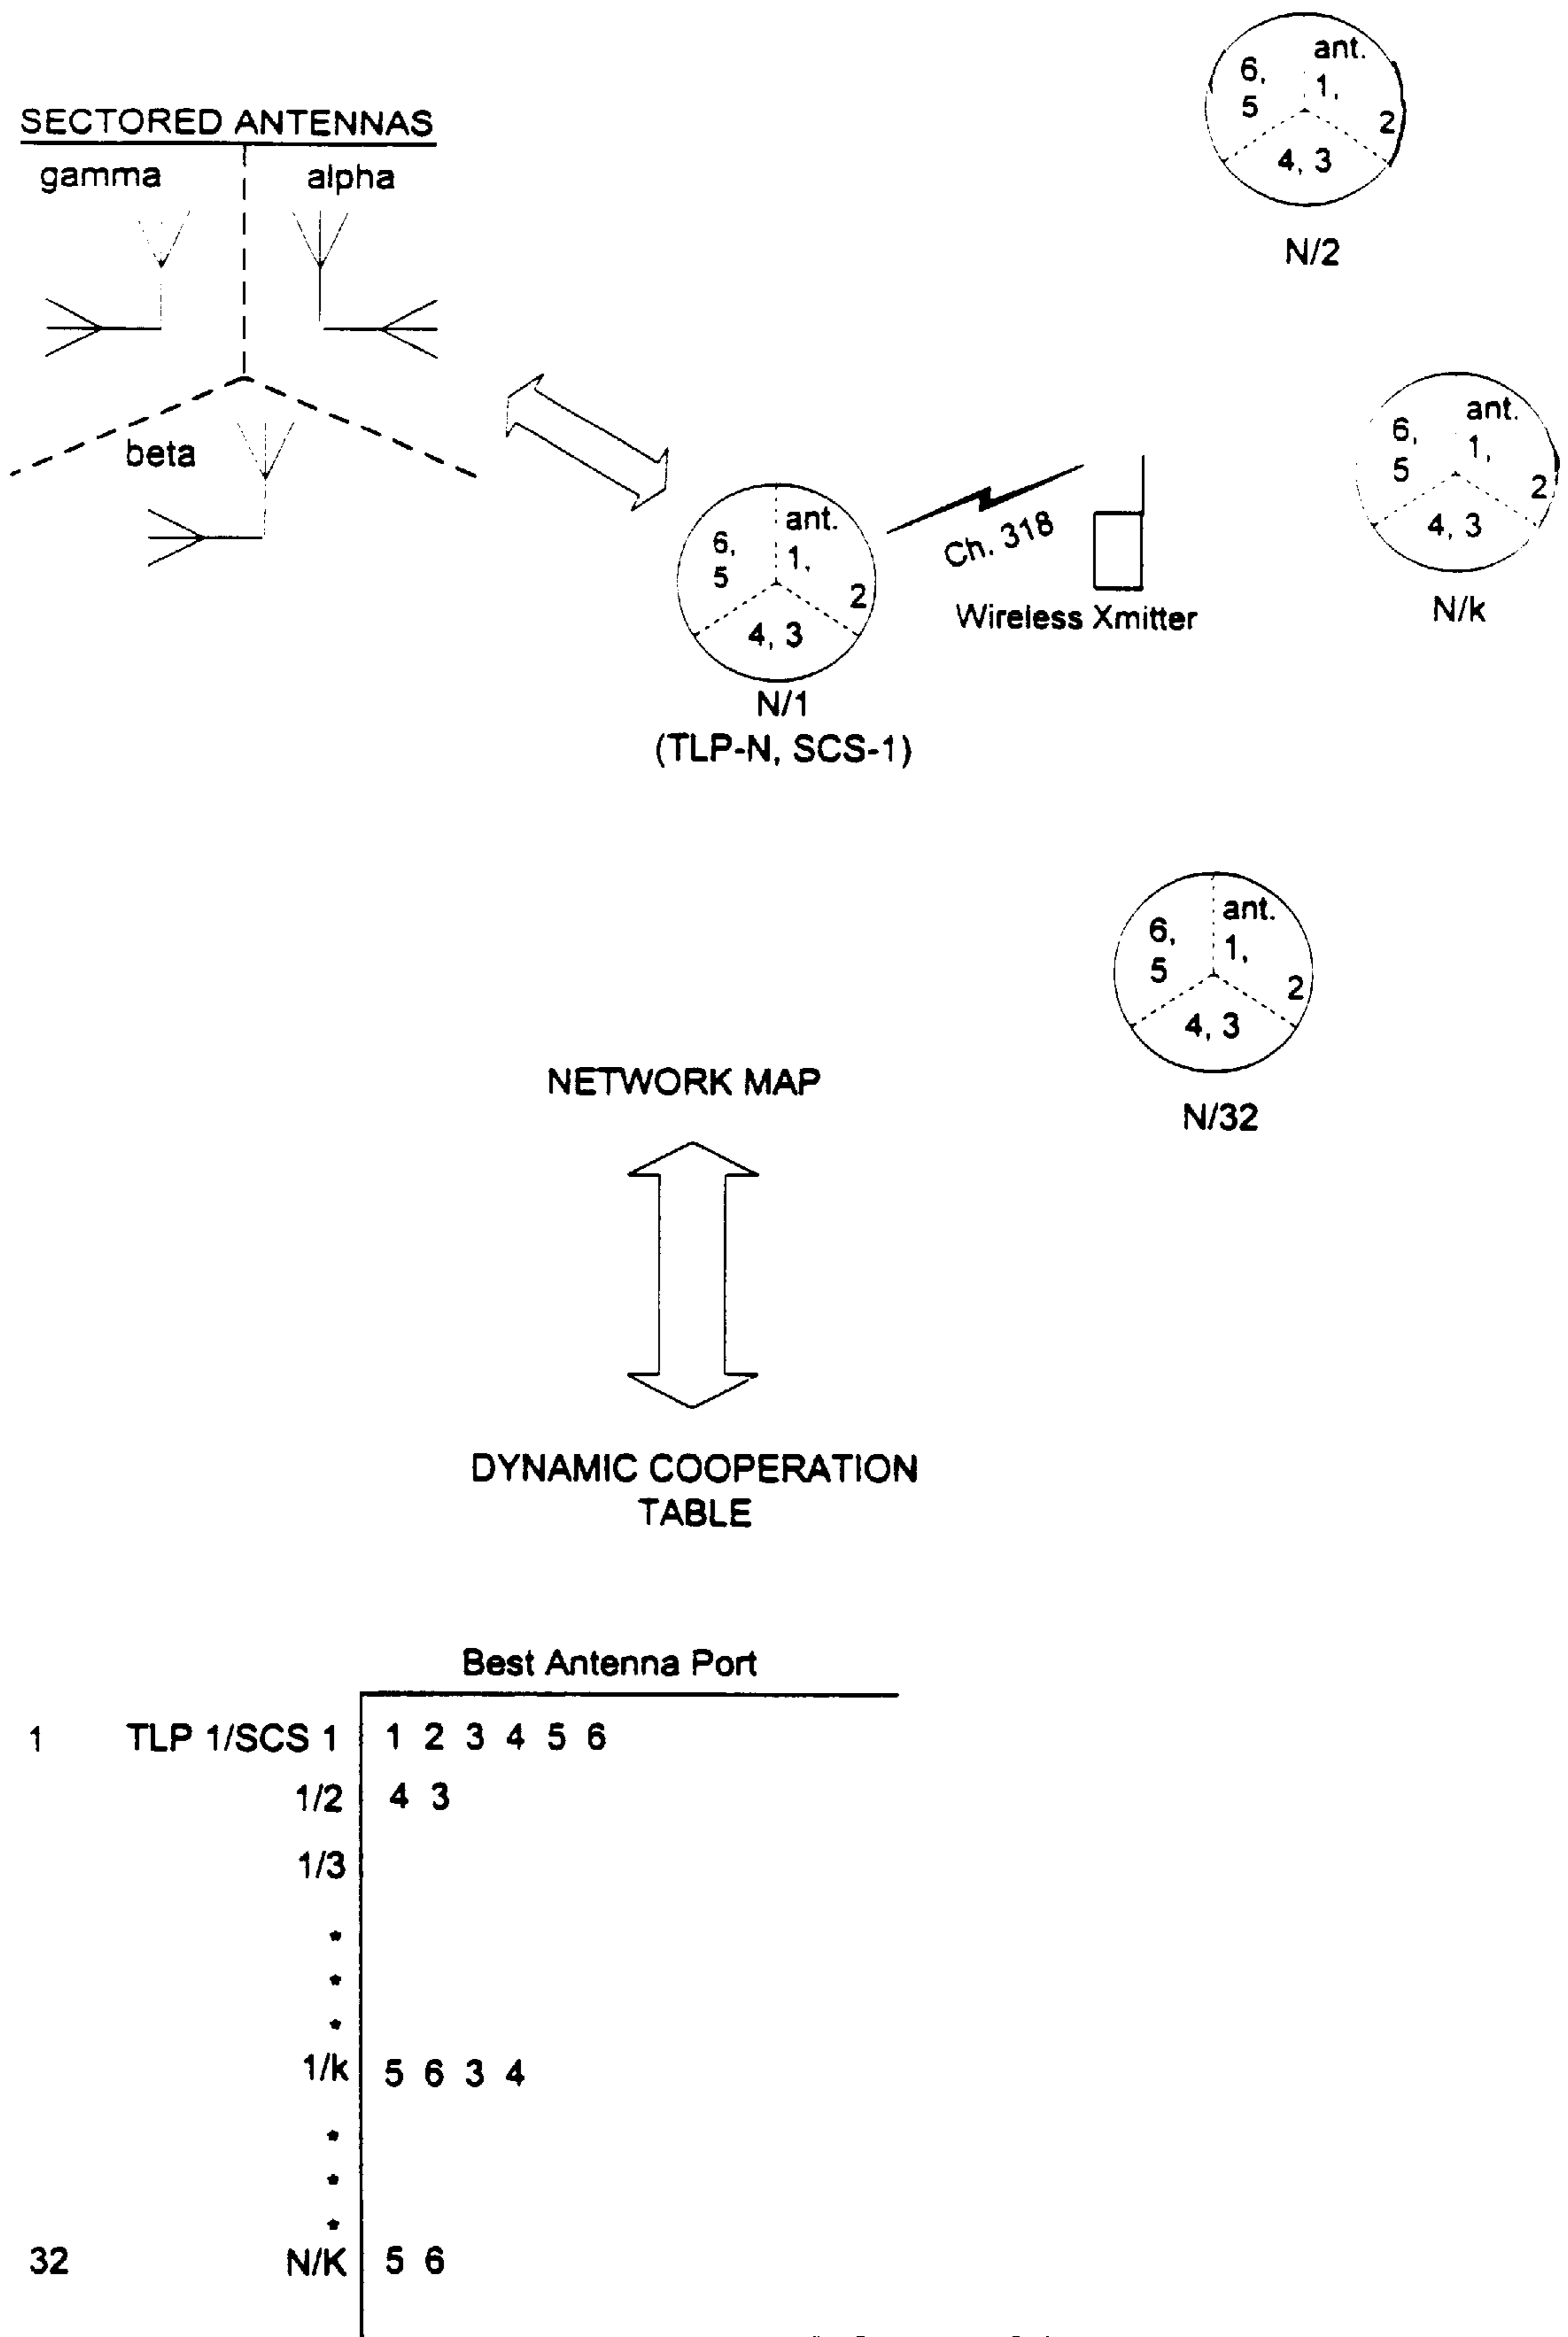 SECTORED ANTENNAS
gamma alpha
beta
ant.
6, 1,
5 2
4, 3
N/2
ant.
6, 1,
5 2
4, 3
N/k
ant.
6, 1,
5 2
4, 3
N/1
(TLP-N, SCS-1)
Ch. 318
Wireless Xmitter
ant.
6, 1,
5 2
4, 3
N/32
NETWORK MAP
DYNAMIC COOPERATION
TABLE
Best Antenna Port
1 TLP 1/SCS 1 1 2 3 4 5 6
1/2 4 3
1/3
*
*
*
1/k 5 6 3 4
*
*
*
32 N/K 5 6